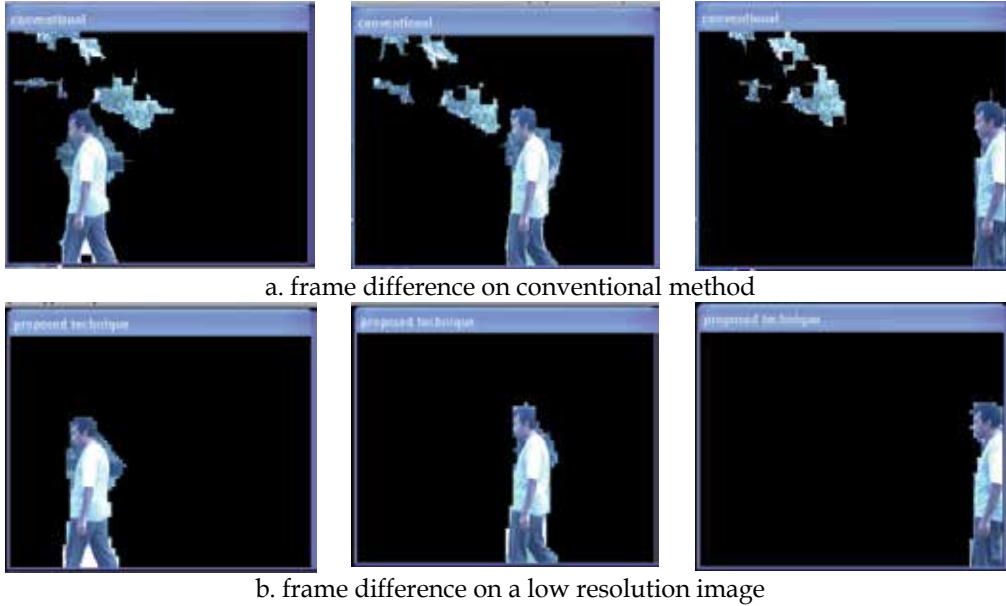 conventional
conventional
conventional
a. frame difference on conventional method
proposed technique
proposed technique
proposed technique
b. frame difference on a low resolution image